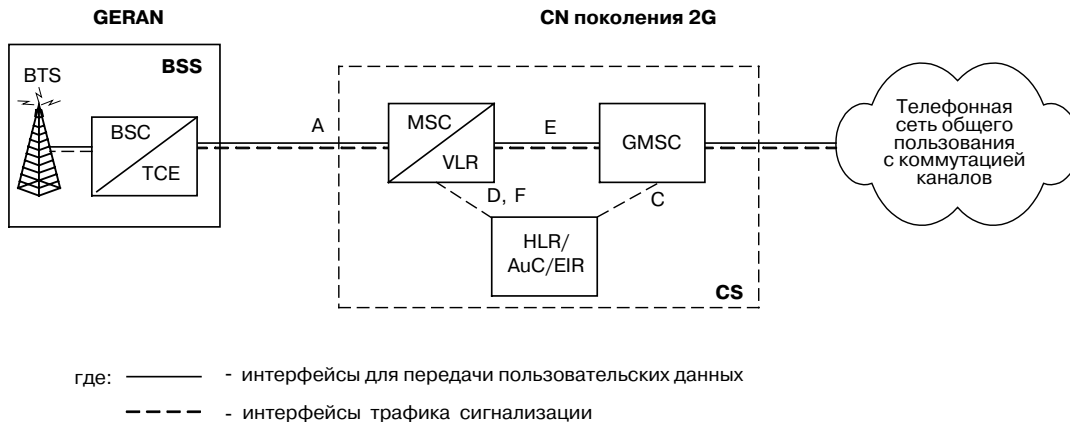 GERAN
CN поколения 2G
BSS
BTS
BSC
TCE
A
MSC
VLR
E
GMSC
Телефонная
сеть общего
пользования
с коммутацией
каналов
D, F
C
HLR/
AuC/EIR
CS
где: - интерфейсы для передачи пользовательских данных
- интерфейсы трафика сигнализации